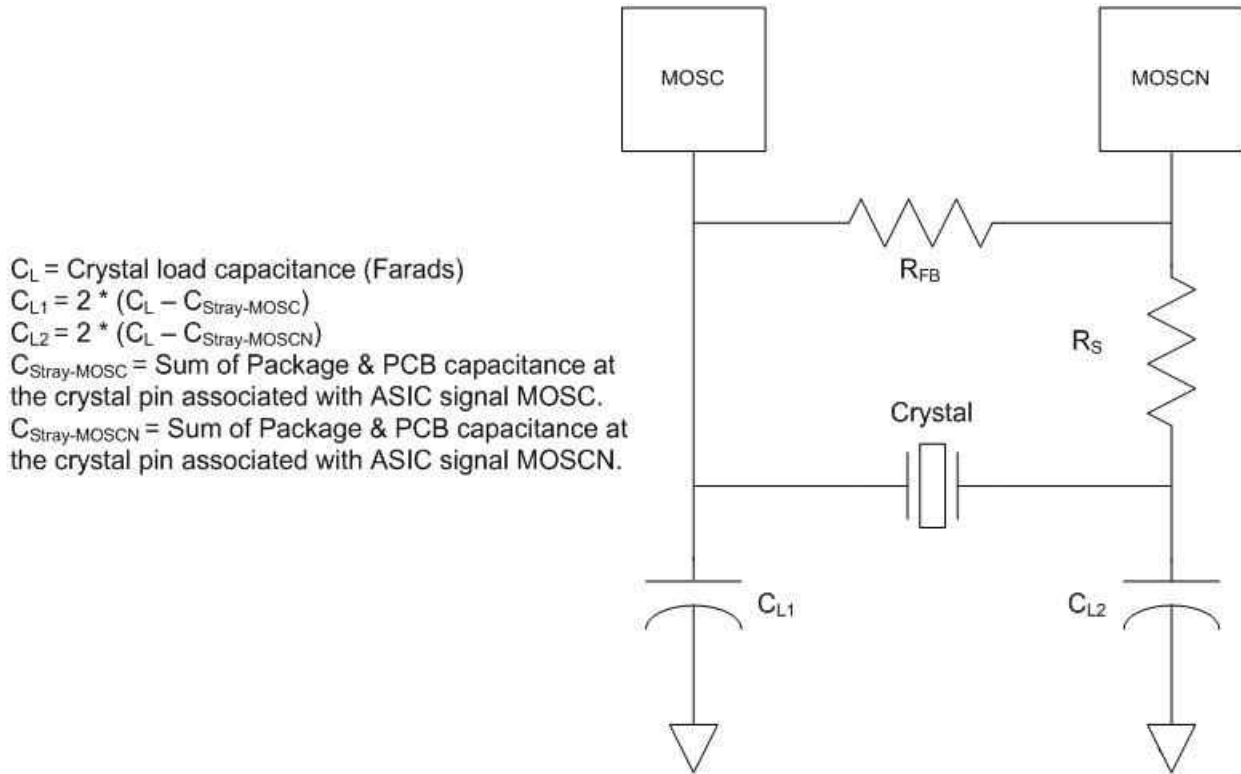 MOSC
MOSCN
R_FB
R_S
Crystal
C_L1
C_L2
C_L = Crystal load capacitance (Farads)
C_L1 = 2 * (C_L – C_Stray-MOSC)
C_L2 = 2 * (C_L – C_Stray-MOSCN)
C_Stray-MOSC = Sum of Package & PCB capacitance at
the crystal pin associated with ASIC signal MOSC.
C_Stray-MOSCN = Sum of Package & PCB capacitance at
the crystal pin associated with ASIC signal MOSCN.